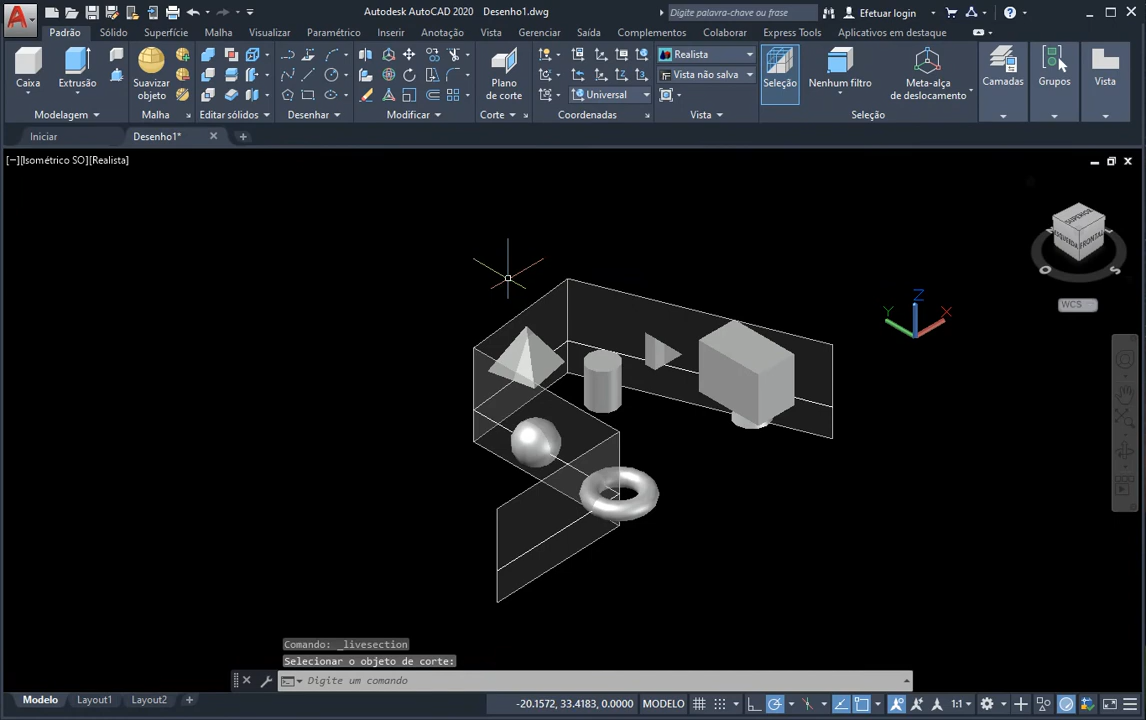 Autodesk AutoCAD 2020 Desenho1.dwg
Digite palavra-chave ou frase
Efetuar login
Padrão Sólido Superfície Malha Visualizar Paramétrico Inserir Anotação Vista Gerenciar Saída Complementos Colaborar Express Tools Aplicativos em destaque
Caixa
Extrusão
Modelagem
Suavizar
objeto
Malha
Editar sólidos
Desenhar
Modificar
Plano
de corte
Corte
Universal
Coordenadas
Realista
Vista não salva
Vista
Seleção
Nenhum filtro
Meta-alça
de deslocamento
Seleção
Camadas
Grupos
Vista
Iniciar
Desenho1*
[−][Isométrico SO][Realista]
SUPERIOR
ESQUERDA
FRONTAL
O
S
WCS
Z
Y
X
Comando: _livesection
Selecionar o objeto de corte:
Digite um comando
Modelo Layout1 Layout2
-20.1572, 33.4183, 0.0000 MODELO
1:1